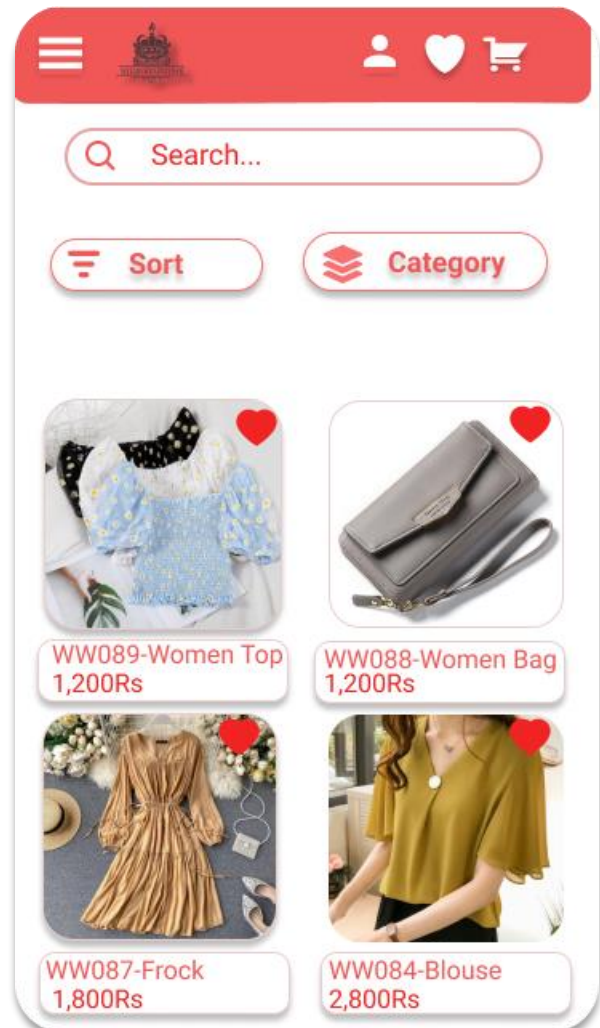 Search...
Sort
Category
WW089-Women Top
1,200Rs
WW088-Women Bag
1,200Rs
WW087-Frock
1,800Rs
WW084-Blouse
2,800Rs